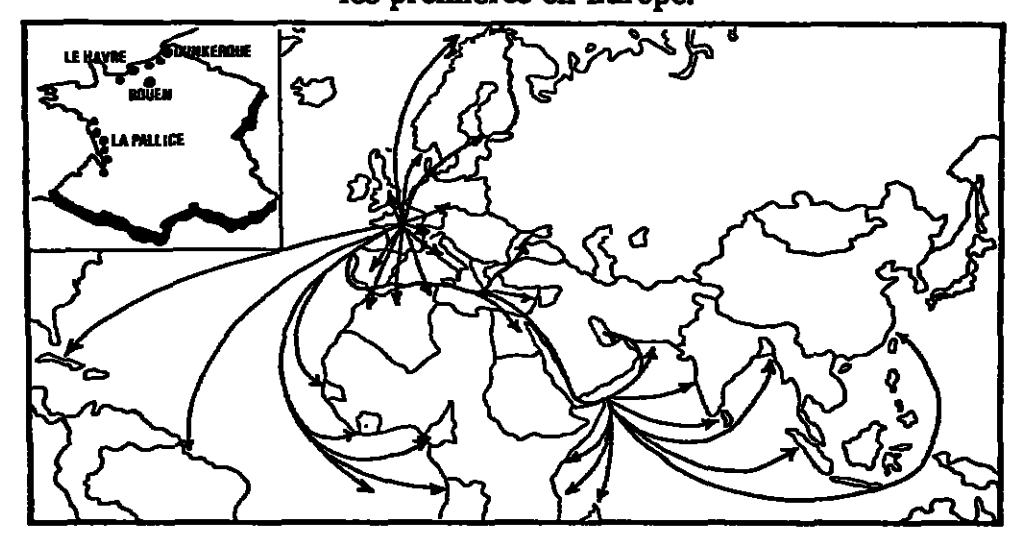 les premières en Europe.
LE HAVRE
DUNKERQUE
ROUEN
LA PALLICE